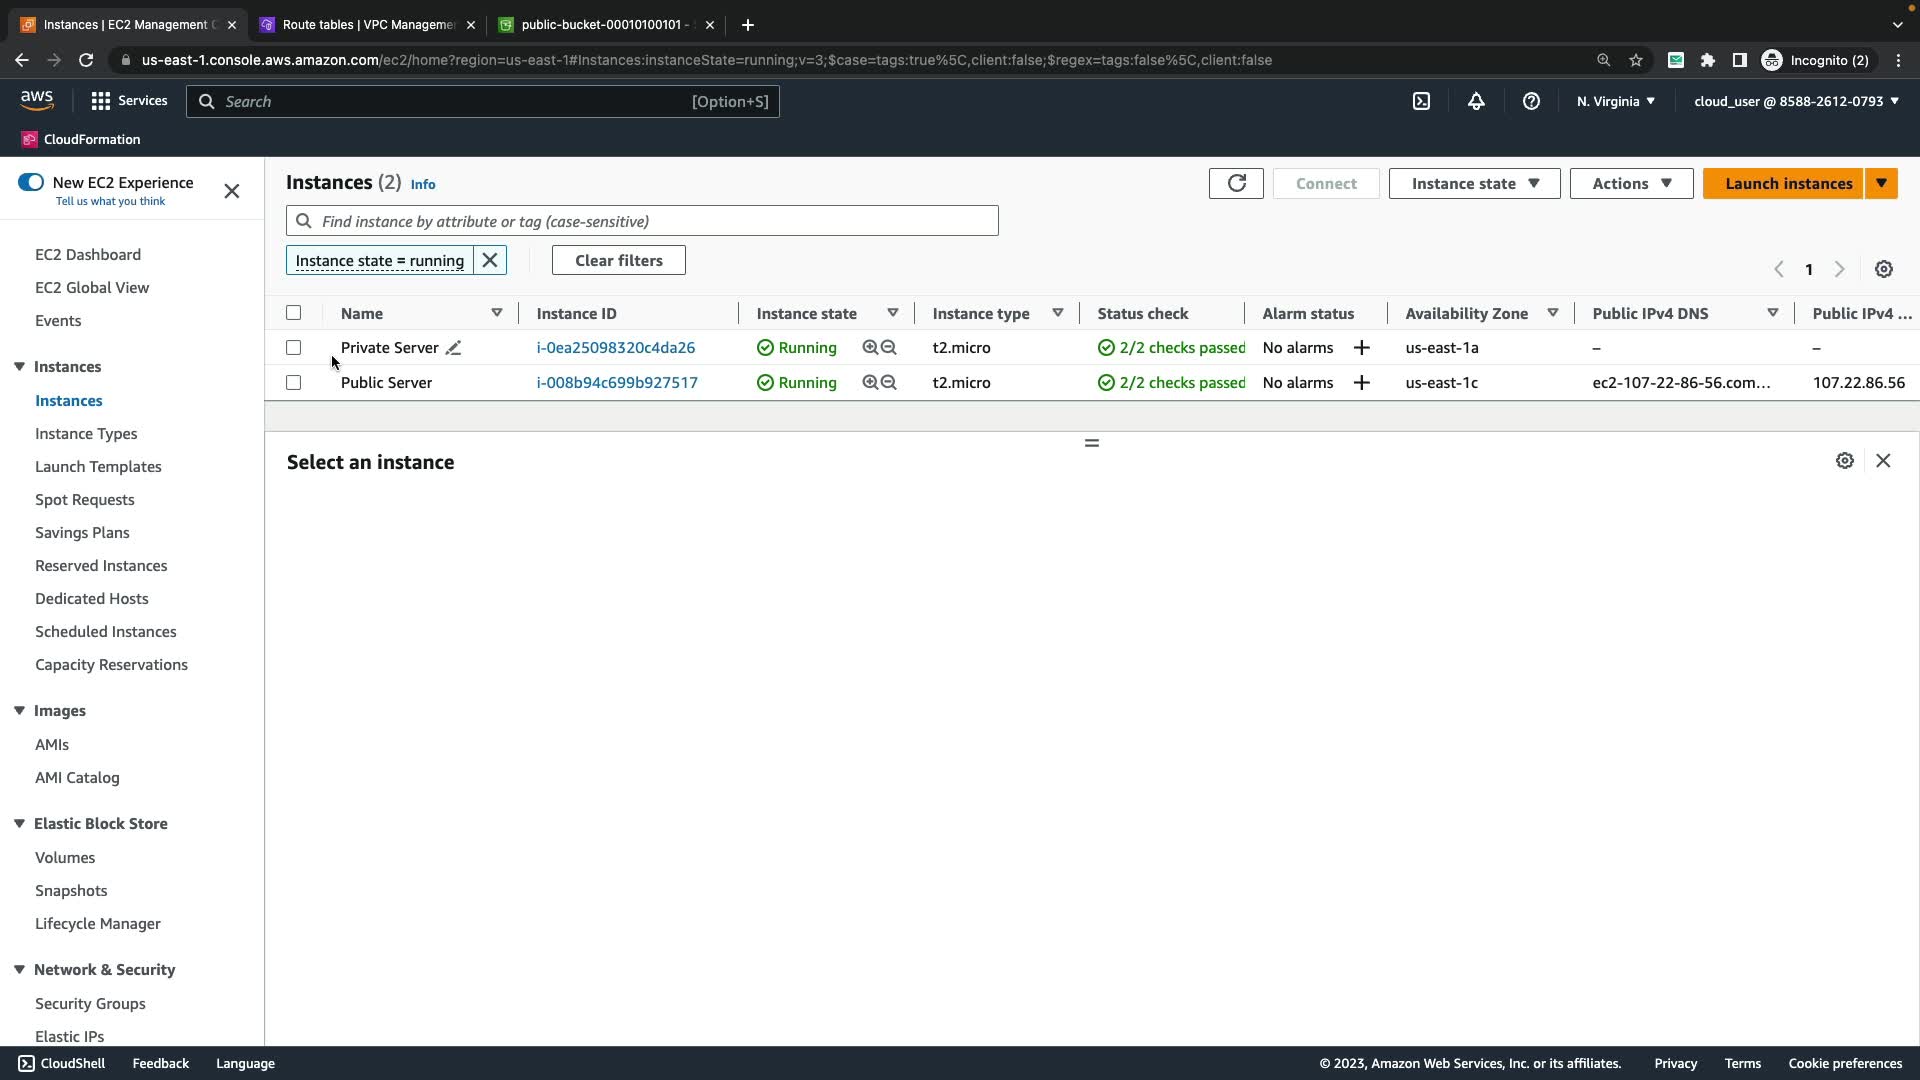 Instances | EC2 Management C
Route tables | VPC Managemer
public-bucket-00010100101 -
us-east-1.console.aws.amazon.com/ec2/home?region=us-east-1#Instances:instanceState=running;v=3;$case=tags:true%5C,client:false;$regex=tags:false%5C,client:false
Incognito (2)
aws
Services
Search
[Option+S]
N. Virginia
cloud_user @ 8588-2612-0793
CloudFormation
New EC2 Experience
Tell us what you think
EC2 Dashboard
EC2 Global View
Events
Instances
Instances
Instance Types
Launch Templates
Spot Requests
Savings Plans
Reserved Instances
Dedicated Hosts
Scheduled Instances
Capacity Reservations
Images
AMIs
AMI Catalog
Elastic Block Store
Volumes
Snapshots
Lifecycle Manager
Network & Security
Security Groups
Elastic IPs
Instances (2) Info
Connect
Instance state
Actions
Launch instances
Find instance by attribute or tag (case-sensitive)
Instance state = running
Clear filters
1
Name Instance ID Instance state Instance type Status check Alarm status Availability Zone Public IPv4 DNS Public IPv4 ...
Private Server i-0ea25098320c4da26 Running t2.micro 2/2 checks passed No alarms + us-east-1a – –
Public Server i-008b94c699b927517 Running t2.micro 2/2 checks passed No alarms + us-east-1c ec2-107-22-86-56.com... 107.22.86.56
Select an instance
CloudShell
Feedback
Language
© 2023, Amazon Web Services, Inc. or its affiliates.
Privacy
Terms
Cookie preferences